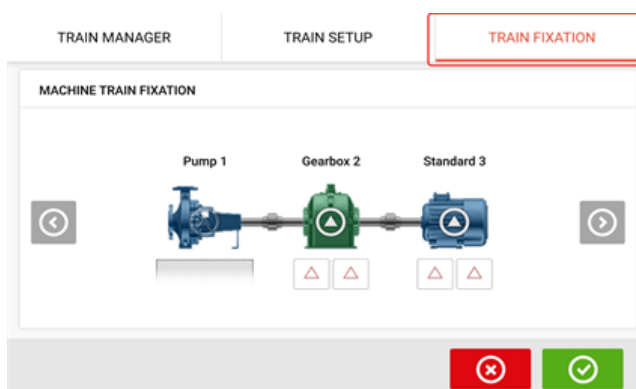 TRAIN MANAGER TRAIN SETUP TRAIN FIXATION
MACHINE TRAIN FIXATION
Pump 1 Gearbox 2 Standard 3